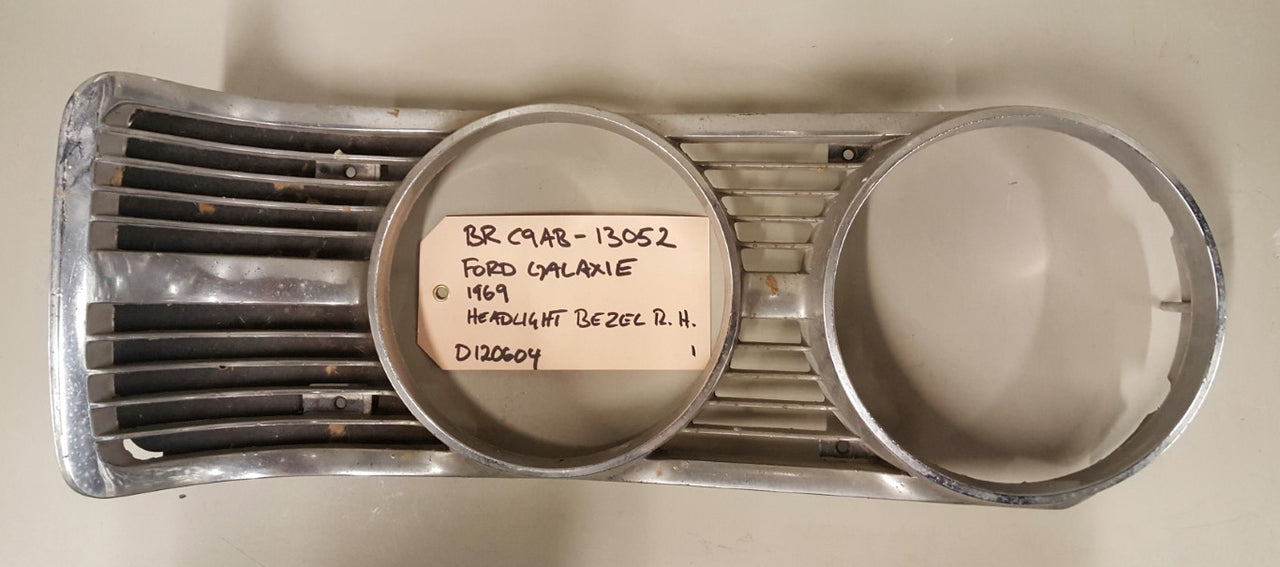 BR C9AB-13052
FORD GALAXIE
1969
HEADLIGHT BEZEL R.H.
D120604 1